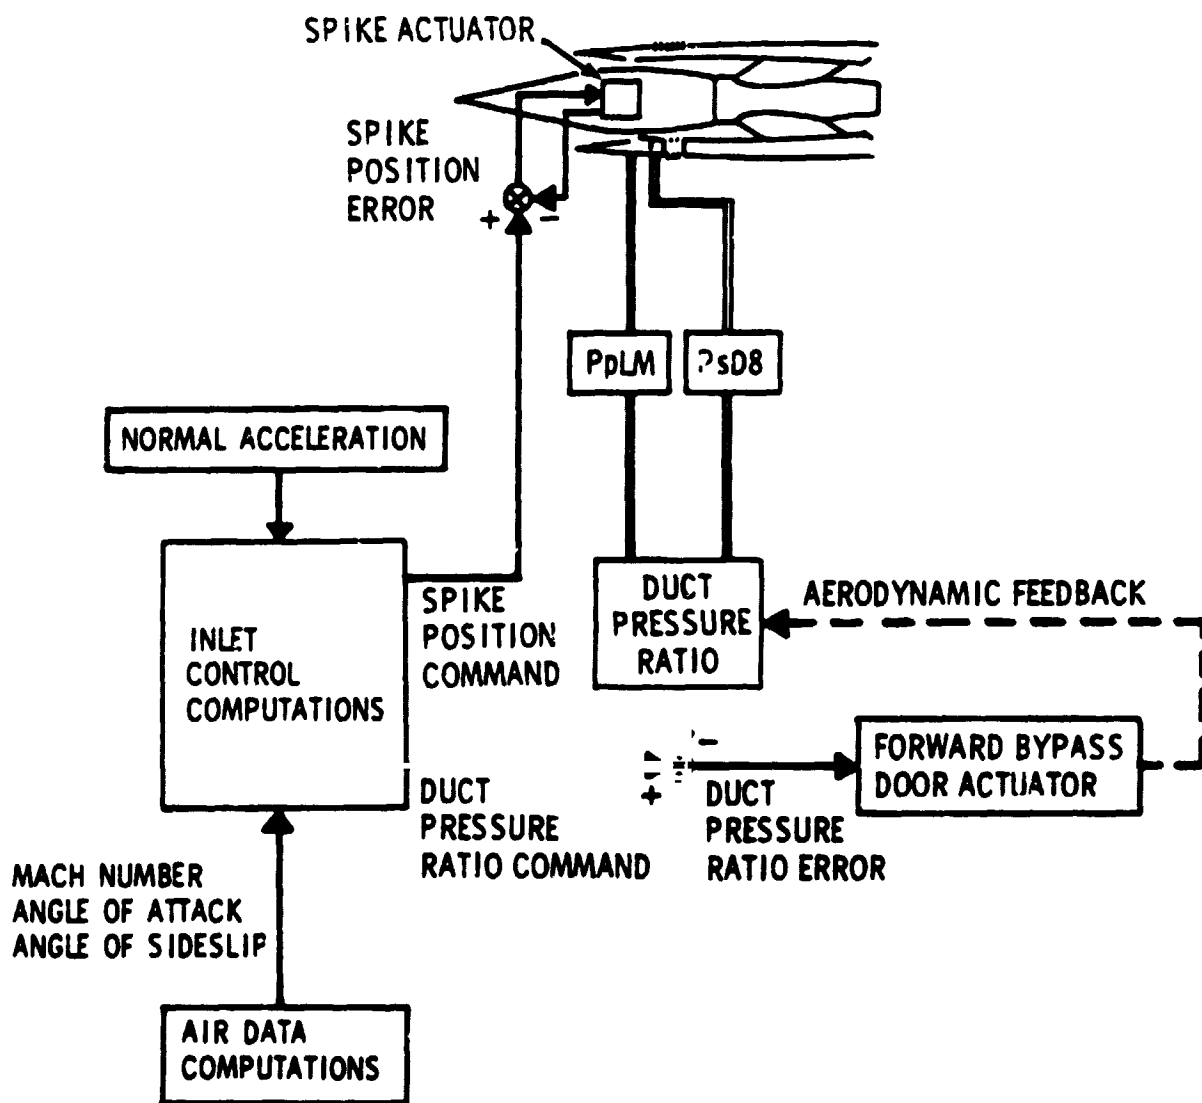 SPIKE ACTUATOR
SPIKE
POSITION
ERROR
+ −
PpLM
PsD8
NORMAL ACCELERATION
INLET
CONTROL
COMPUTATIONS
SPIKE
POSITION
COMMAND
DUCT
PRESSURE
RATIO
AERODYNAMIC FEEDBACK
+ −
FORWARD BYPASS
DOOR ACTUATOR
DUCT
PRESSURE
RATIO COMMAND
DUCT
PRESSURE
RATIO ERROR
MACH NUMBER
ANGLE OF ATTACK
ANGLE OF SIDESLIP
AIR DATA
COMPUTATIONS